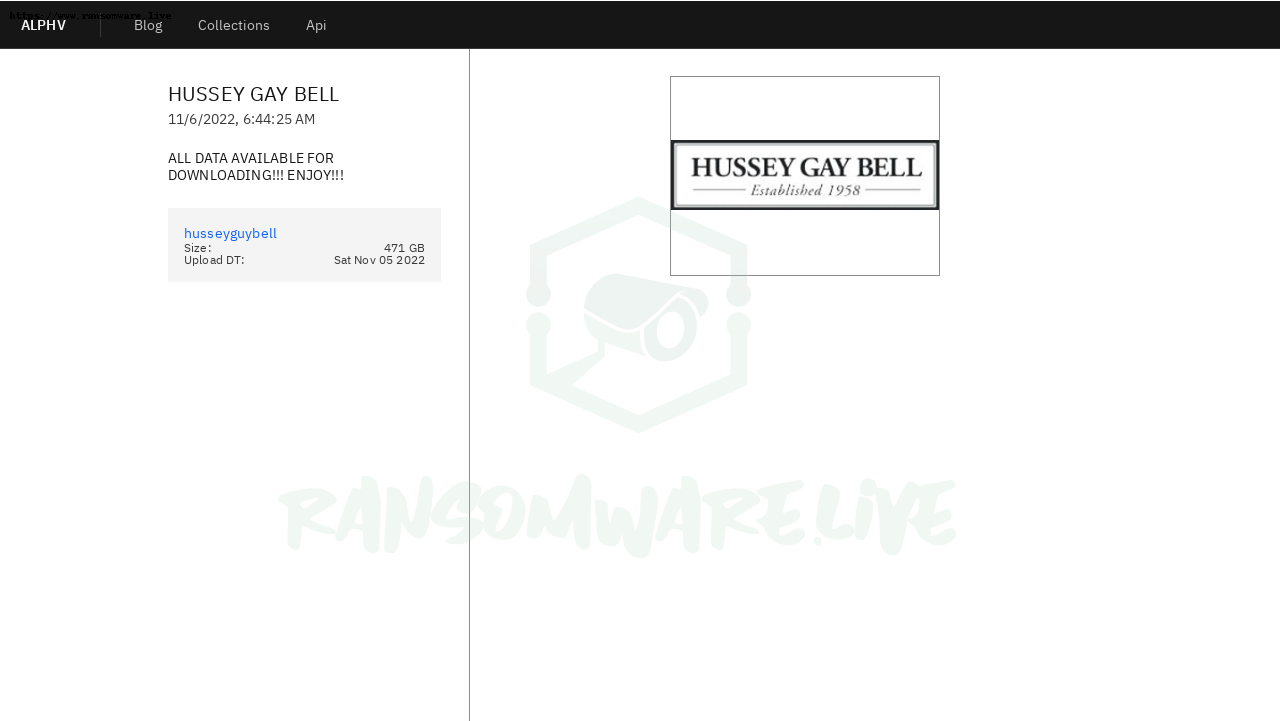 https://www.ransomware.live
ALPHV
Blog
Collections
Api
HUSSEY GAY BELL
11/6/2022, 6:44:25 AM
ALL DATA AVAILABLE FOR
DOWNLOADING!!! ENJOY!!!
husseyguybell
Size: 471 GB
Upload DT: Sat Nov 05 2022
HUSSEY GAY BELL
Established 1958
RANSOMWARE.LIVE